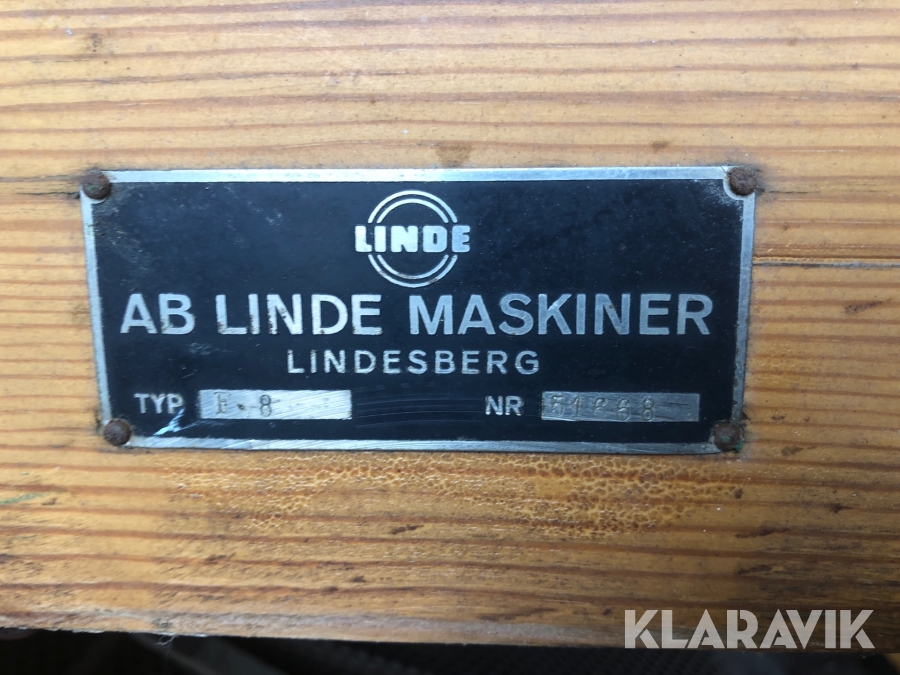 LINDE
AB LINDE MASKINER
LINDESBERG
TYP
NR
KLARAVIK